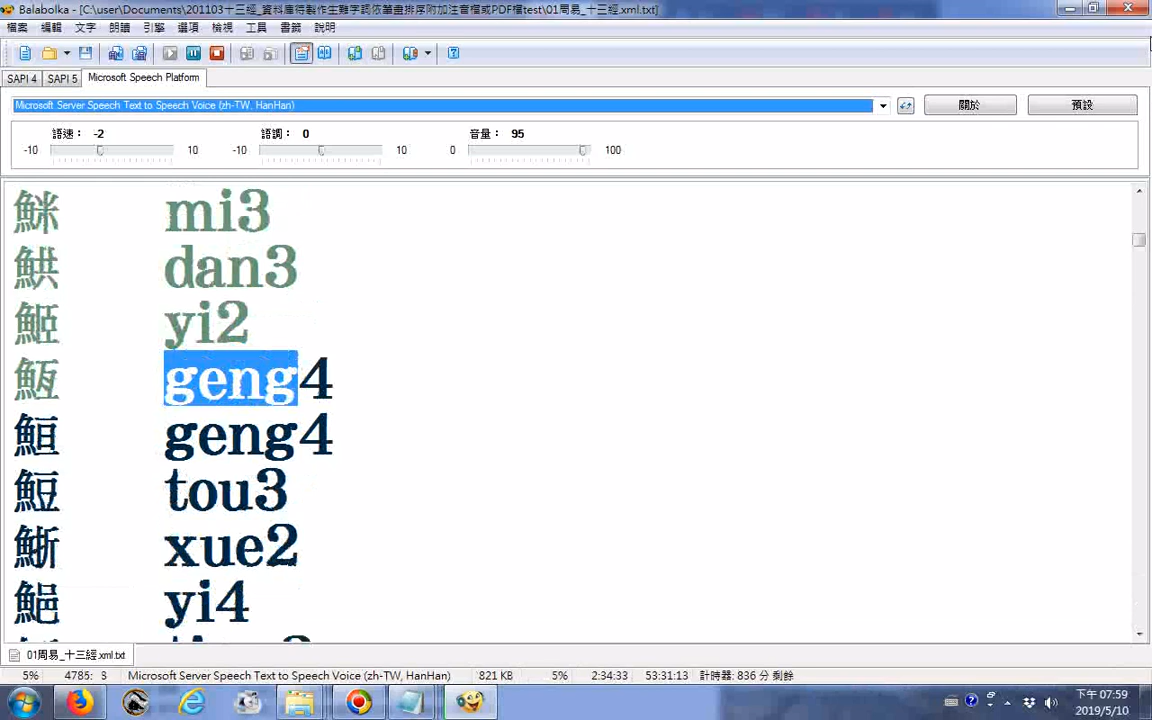 Balabolka - [C:\user\Documents\201103十三經_資料庫待製作生難字詞依筆畫排序附加注音檔或PDF檔test\01周易_十三經.xml.txt]
檔案 編輯 文字 朗讀 引擎 選項 檢視 工具 書籤 說明
SAPI 4 SAPI 5 Microsoft Speech Platform
Microsoft Server Speech Text to Speech Voice (zh-TW, HanHan) 關於 預設
語速: -2 語調: 0 音量: 95
-10 10 -10 10 0 100
mi3
dan3
yi2
geng4
geng4
tou3
xue2
yi4
01周易_十三經.xml.txt
5% 4785: 3 Microsoft Server Speech Text to Speech Voice (zh-TW, HanHan) 821 KB 5% 2:34:33 53:31:13 計時器: 836 分 剩餘
下午 07:59
2019/5/10